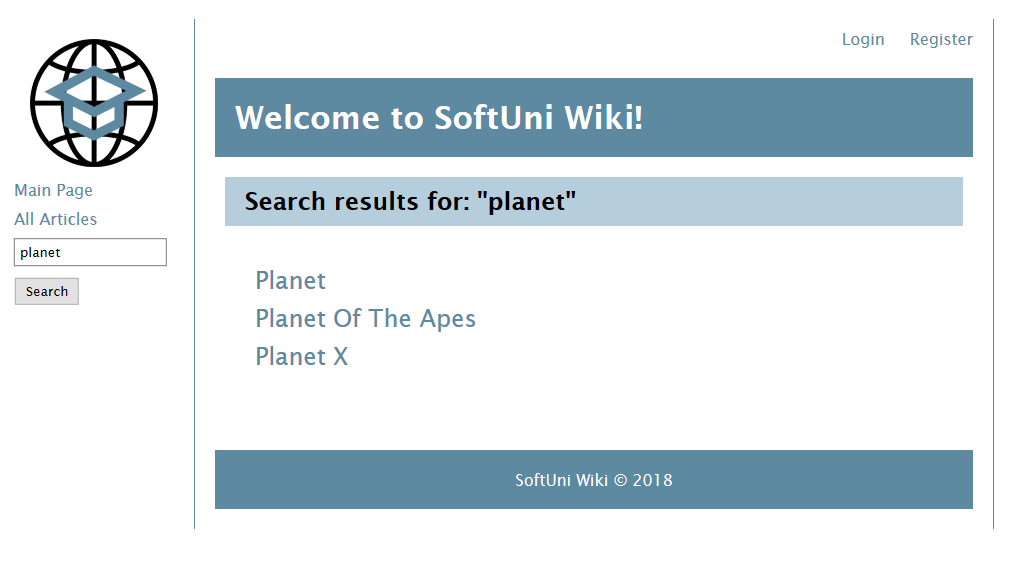 Login Register
Welcome to SoftUni Wiki!
Main Page
All Articles
planet
Search
Search results for: "planet"
Planet
Planet Of The Apes
Planet X
SoftUni Wiki © 2018